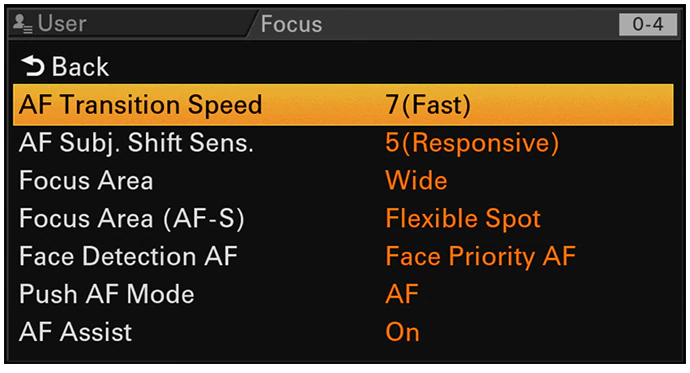 User Focus 0-4
Back
AF Transition Speed 7(Fast)
AF Subj. Shift Sens. 5(Responsive)
Focus Area Wide
Focus Area (AF-S) Flexible Spot
Face Detection AF Face Priority AF
Push AF Mode AF
AF Assist On